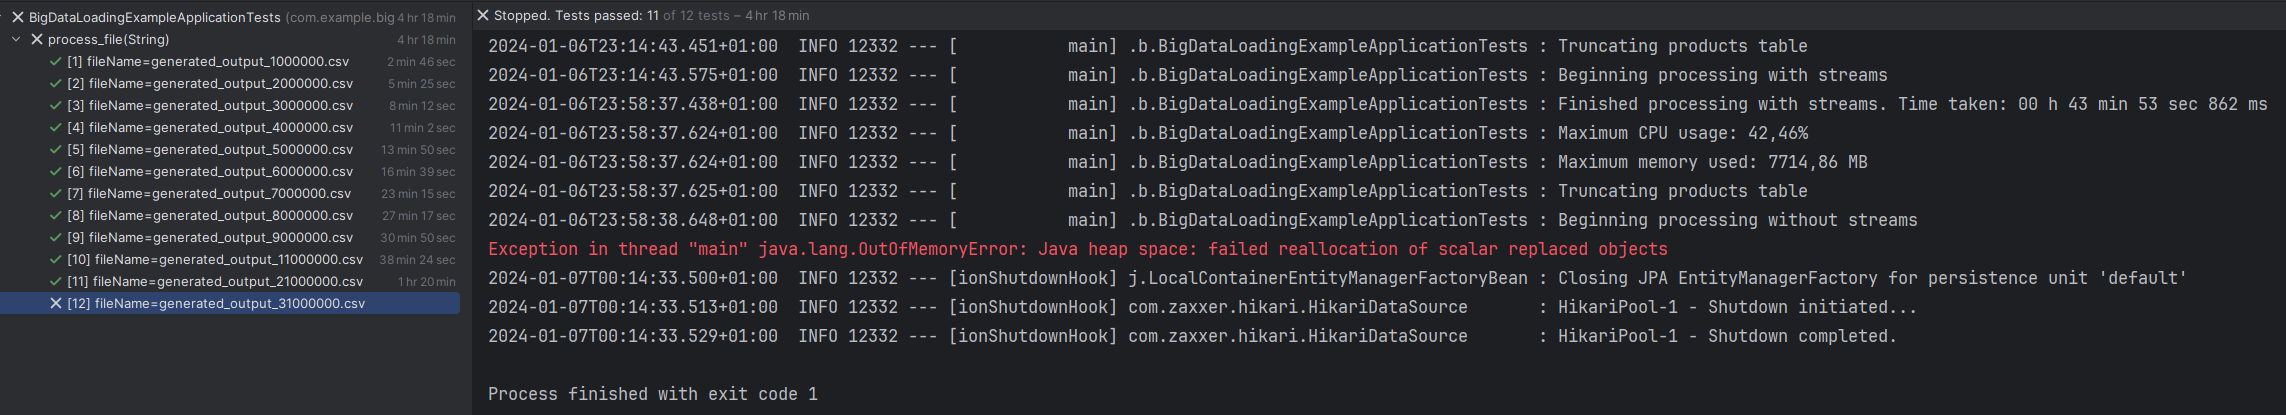 BigDataLoadingExampleApplicationTests (com.example.big 4 hr 18 min
process_file(String) 4 hr 18 min
[1] fileName=generated_output_1000000.csv 2 min 46 sec
[2] fileName=generated_output_2000000.csv 5 min 25 sec
[3] fileName=generated_output_3000000.csv 8 min 12 sec
[4] fileName=generated_output_4000000.csv 11 min 2 sec
[5] fileName=generated_output_5000000.csv 13 min 50 sec
[6] fileName=generated_output_6000000.csv 16 min 39 sec
[7] fileName=generated_output_7000000.csv 23 min 15 sec
[8] fileName=generated_output_8000000.csv 27 min 17 sec
[9] fileName=generated_output_9000000.csv 30 min 50 sec
[10] fileName=generated_output_11000000.csv 38 min 24 sec
[11] fileName=generated_output_21000000.csv 1 hr 20 min
[12] fileName=generated_output_31000000.csv
Stopped. Tests passed: 11 of 12 tests – 4 hr 18 min
2024-01-06T23:14:43.451+01:00  INFO 12332 --- [           main] .b.BigDataLoadingExampleApplicationTests : Truncating products table
2024-01-06T23:14:43.575+01:00  INFO 12332 --- [           main] .b.BigDataLoadingExampleApplicationTests : Beginning processing with streams
2024-01-06T23:58:37.438+01:00  INFO 12332 --- [           main] .b.BigDataLoadingExampleApplicationTests : Finished processing with streams. Time taken: 00 h 43 min 53 sec 862 ms
2024-01-06T23:58:37.624+01:00  INFO 12332 --- [           main] .b.BigDataLoadingExampleApplicationTests : Maximum CPU usage: 42,46%
2024-01-06T23:58:37.624+01:00  INFO 12332 --- [           main] .b.BigDataLoadingExampleApplicationTests : Maximum memory used: 7714,86 MB
2024-01-06T23:58:37.625+01:00  INFO 12332 --- [           main] .b.BigDataLoadingExampleApplicationTests : Truncating products table
2024-01-06T23:58:38.648+01:00  INFO 12332 --- [           main] .b.BigDataLoadingExampleApplicationTests : Beginning processing without streams
Exception in thread "main" java.lang.OutOfMemoryError: Java heap space: failed reallocation of scalar replaced objects
2024-01-07T00:14:33.500+01:00  INFO 12332 --- [ionShutdownHook] j.LocalContainerEntityManagerFactoryBean : Closing JPA EntityManagerFactory for persistence unit 'default'
2024-01-07T00:14:33.513+01:00  INFO 12332 --- [ionShutdownHook] com.zaxxer.hikari.HikariDataSource       : HikariPool-1 - Shutdown initiated...
2024-01-07T00:14:33.529+01:00  INFO 12332 --- [ionShutdownHook] com.zaxxer.hikari.HikariDataSource       : HikariPool-1 - Shutdown completed.
Process finished with exit code 1